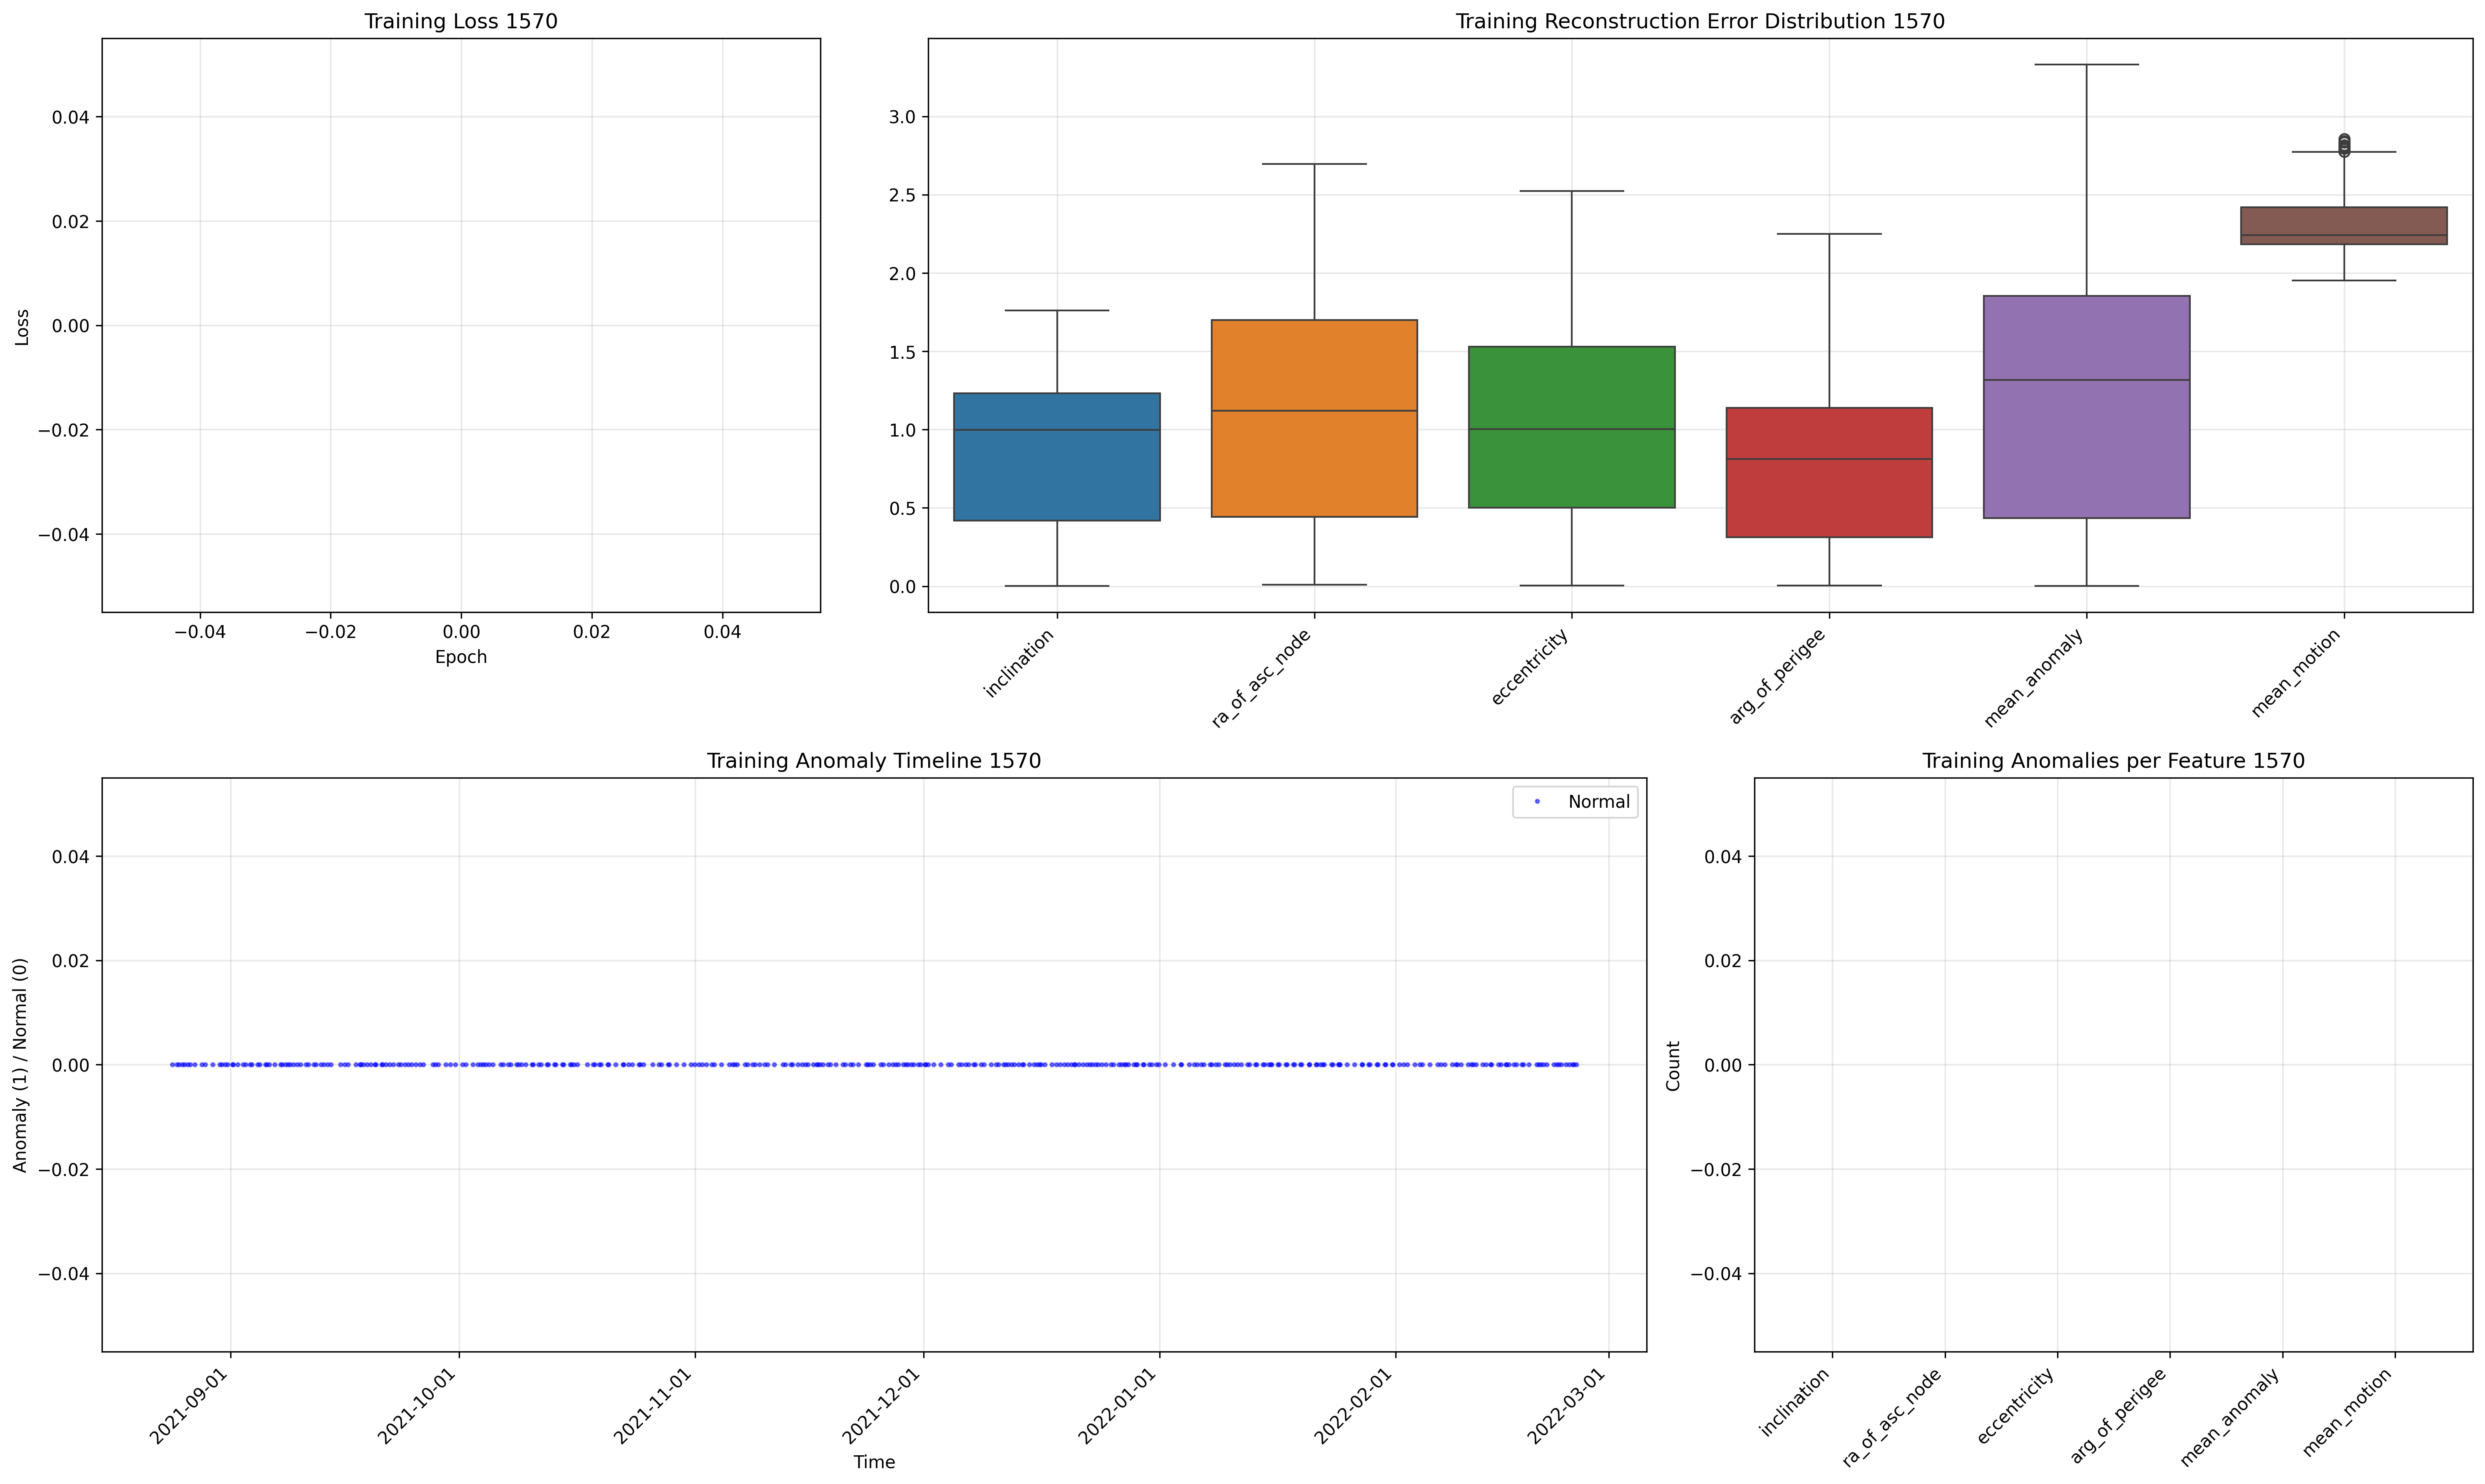 Training Loss 1570
Loss
0.04
0.02
0.00
−0.02
−0.04
−0.04
−0.02
0.00
0.02
0.04
Epoch
Training Reconstruction Error Distribution 1570
3.0
2.5
2.0
1.5
1.0
0.5
0.0
inclination
ra_of_asc_node
eccentricity
arg_of_perigee
mean_anomaly
mean_motion
Training Anomaly Timeline 1570
Normal
Anomaly (1) / Normal (0)
0.04
0.02
0.00
−0.02
−0.04
2021-09-01
2021-10-01
2021-11-01
2021-12-01
2022-01-01
2022-02-01
2022-03-01
Time
Training Anomalies per Feature 1570
Count
0.04
0.02
0.00
−0.02
−0.04
inclination
ra_of_asc_node
eccentricity
arg_of_perigee
mean_anomaly
mean_motion